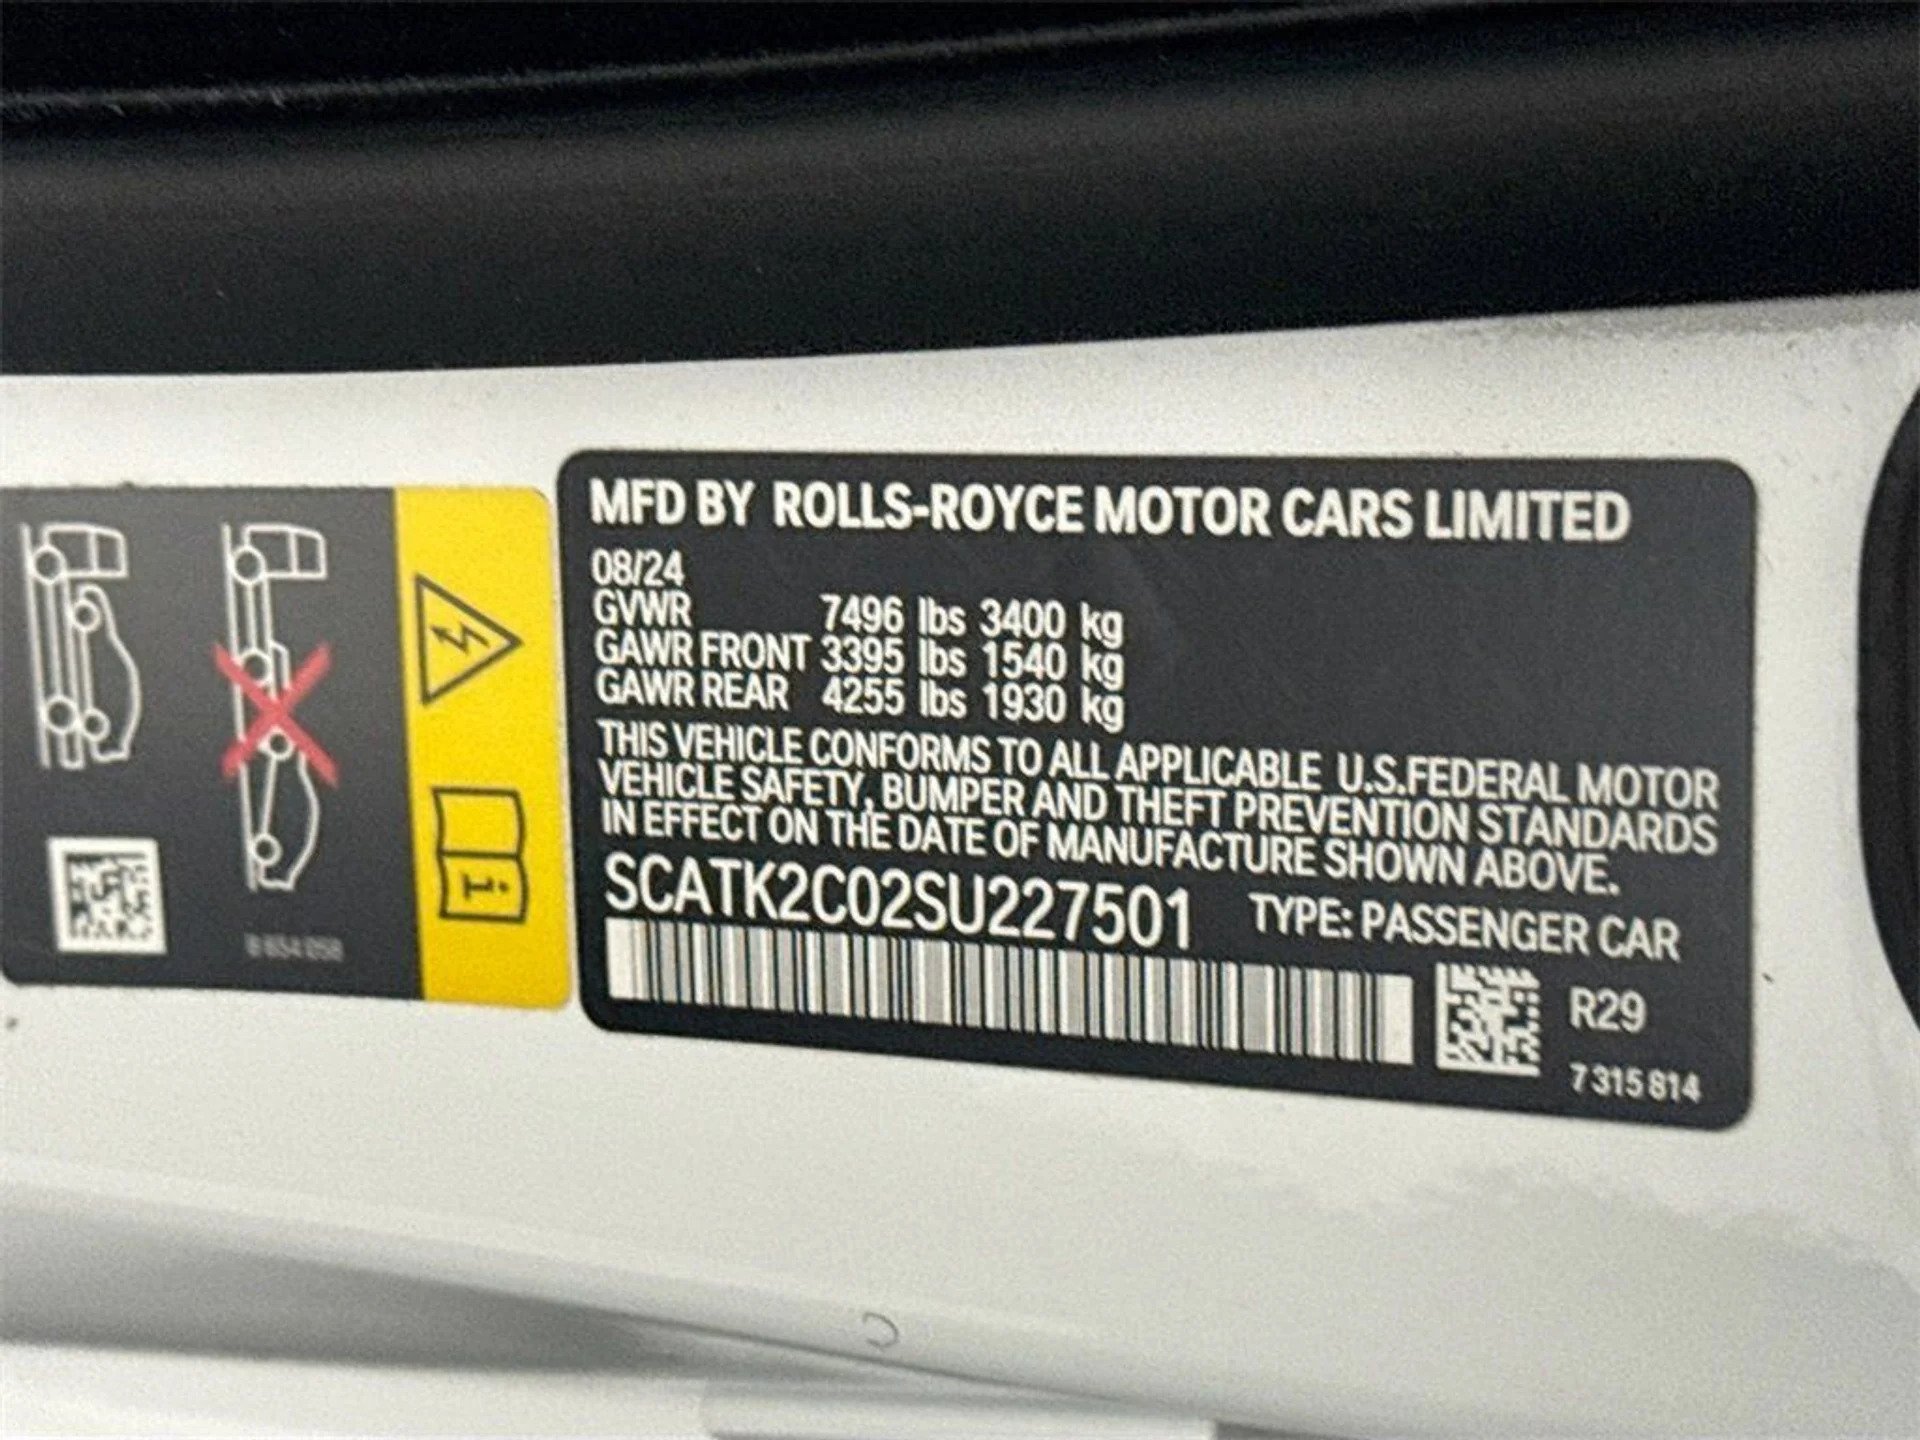 MFD BY ROLLS-ROYCE MOTOR CARS LIMITED
08/24
GVWR 7496 lbs 3400 kg
GAWR FRONT 3395 lbs 1540 kg
GAWR REAR 4255 lbs 1930 kg
THIS VEHICLE CONFORMS TO ALL APPLICABLE U.S.FEDERAL MOTOR
VEHICLE SAFETY, BUMPER AND THEFT PREVENTION STANDARDS
IN EFFECT ON THE DATE OF MANUFACTURE SHOWN ABOVE.
SCATK2C02SU227501 TYPE: PASSENGER CAR
R29
7 315 814